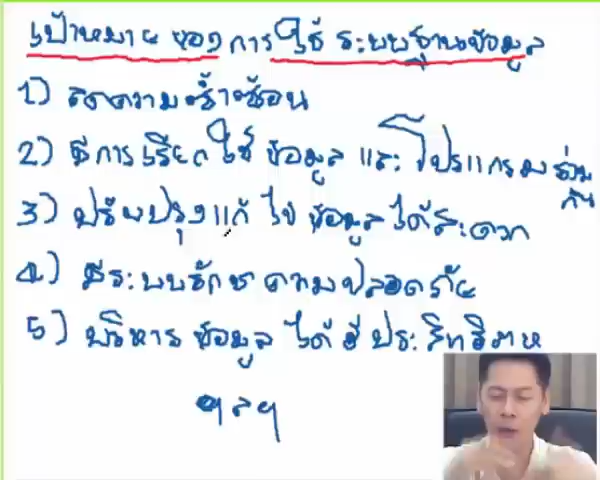 เป้าหมายของการใช้ระบบฐานข้อมูล
1) ลดความซ้ำซ้อน
2) มีการเรียกใช้ข้อมูลและโปรแกรมร่วมกัน
3) ปรับปรุงแก้ไขข้อมูลได้สะดวก
4) มีระบบรักษาความปลอดภัย
5) บริหารข้อมูลได้มีประสิทธิภาพ
ฯลฯ